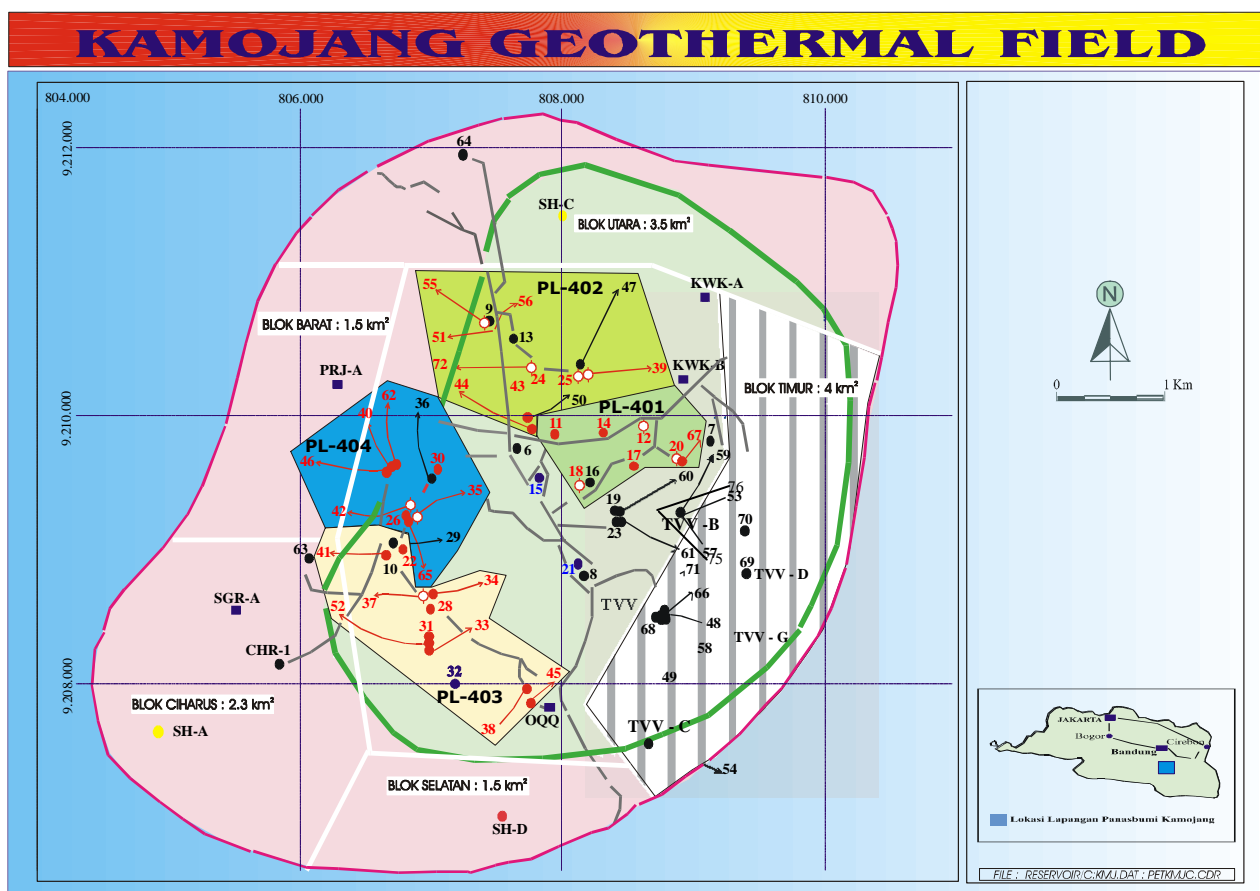 KAMOJANG GEOTHERMAL FIELD
804.000
806.000
808.000
810.000
9.212.000
64
SH-C
BLOK UTARA : 3.5 km²
KWK-A
55
PL-402
47
9
56
BLOK BARAT : 1.5 km²
13
51
N
PRJ-A
72
24
25
39
KWK-B
44
43
BLOK TIMUR : 4 km²
0
1 Km
62
36
50
PL-401
9.210.000
40
11
14
12
7
67
PL-404
6
20
46
30
17
59
18
16
60
15
35
76
42
26
19
53
23
TVV -B
70
29
63
41
22
61
57
75
10
65
21
8
71
69
TVV - D
34
37
28
TVV
66
SGR-A
52
31
33
68
48
TVV - G
58
CHR-1
32
45
49
9.208.000
PL-403
BLOK CIHARUS : 2.3 km²
OQQ
38
TVV - C
SH-A
54
BLOK SELATAN : 1.5 km²
SH-D
JAKARTA
Bogor
Cirebon
Bandung
Lokasi Lapangan Panasbumi Kamojang
FILE : RESERVOIR/C:KMJ.DAT : PETKMJC.CDR